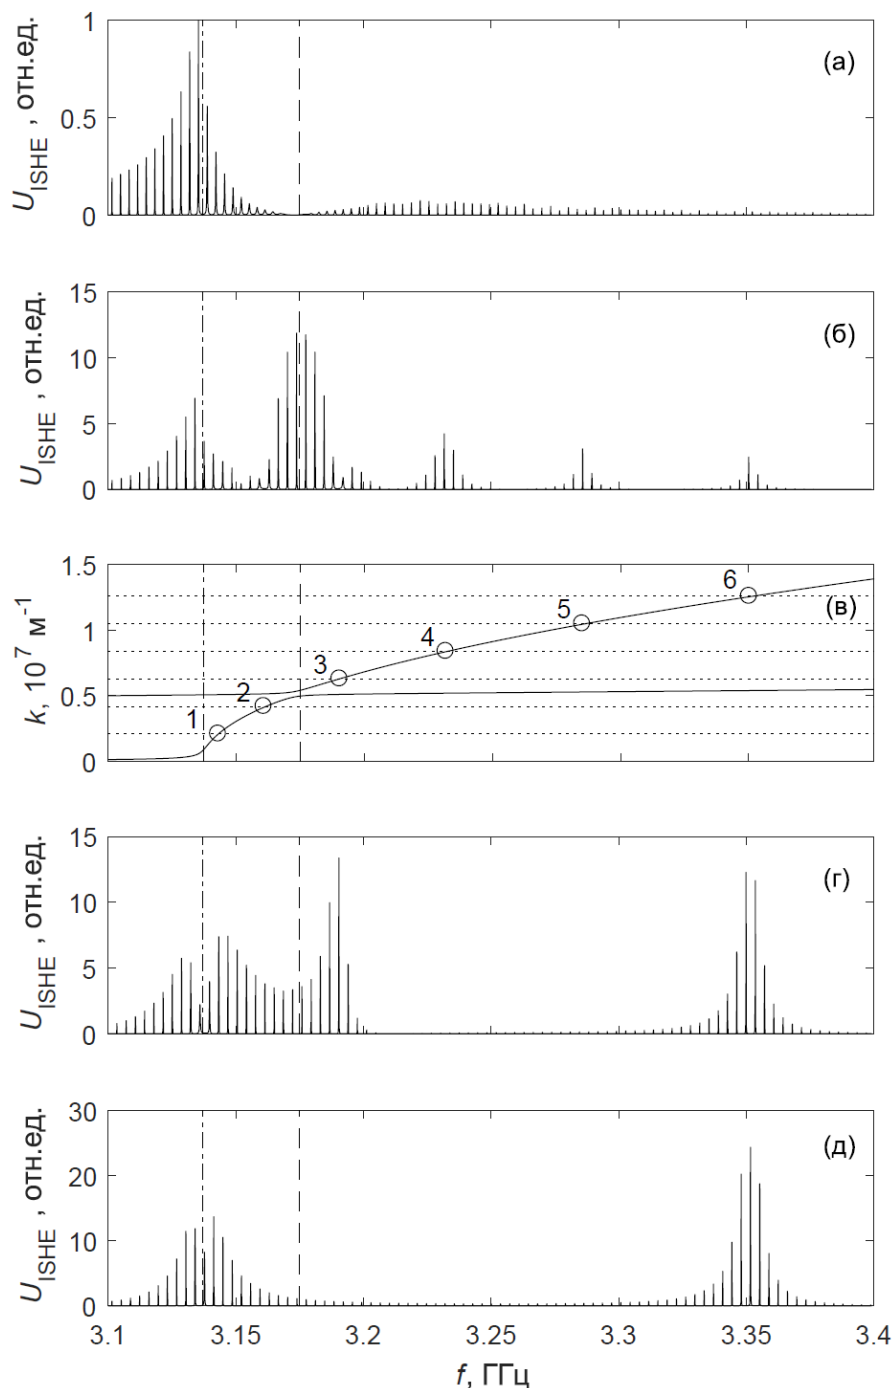 1
0.5
0
U_ISHE , отн.ед.
(а)
15
10
5
0
U_ISHE , отн.ед.
(б)
1.5
1
0.5
0
k, 10^7 м^-1
1
2
3
4
5
6
(в)
15
10
5
0
U_ISHE , отн.ед.
(г)
30
20
10
0
U_ISHE , отн.ед.
(д)
3.1 3.15 3.2 3.25 3.3 3.35 3.4
f, ГГц